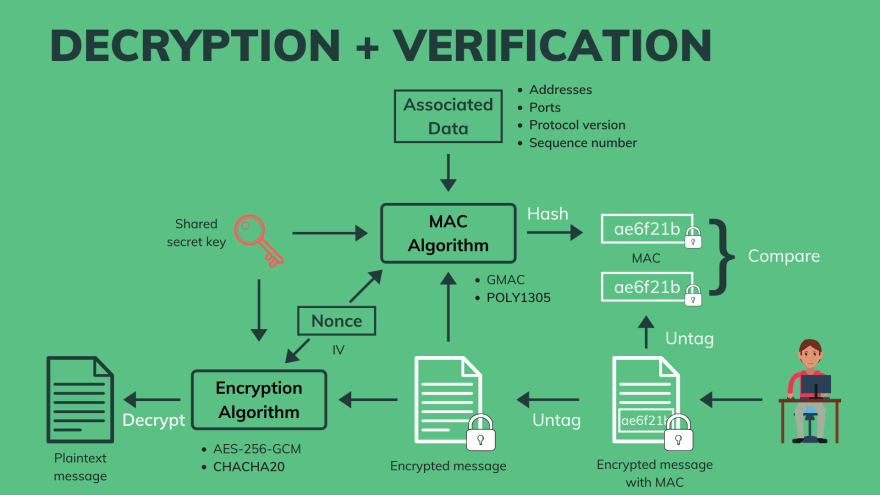 DECRYPTION + VERIFICATION
Associated
Data
• Addresses
• Ports
• Protocol version
• Sequence number
Shared
secret key
MAC
Algorithm
Hash
ae6f21b
MAC
ae6f21b
Compare
• GMAC
• POLY1305
Nonce
IV
Untag
Encryption
Algorithm
Decrypt
Untag
ae6f21b
• AES-256-GCM
• CHACHA20
Plaintext
message
Encrypted message
Encrypted message
with MAC